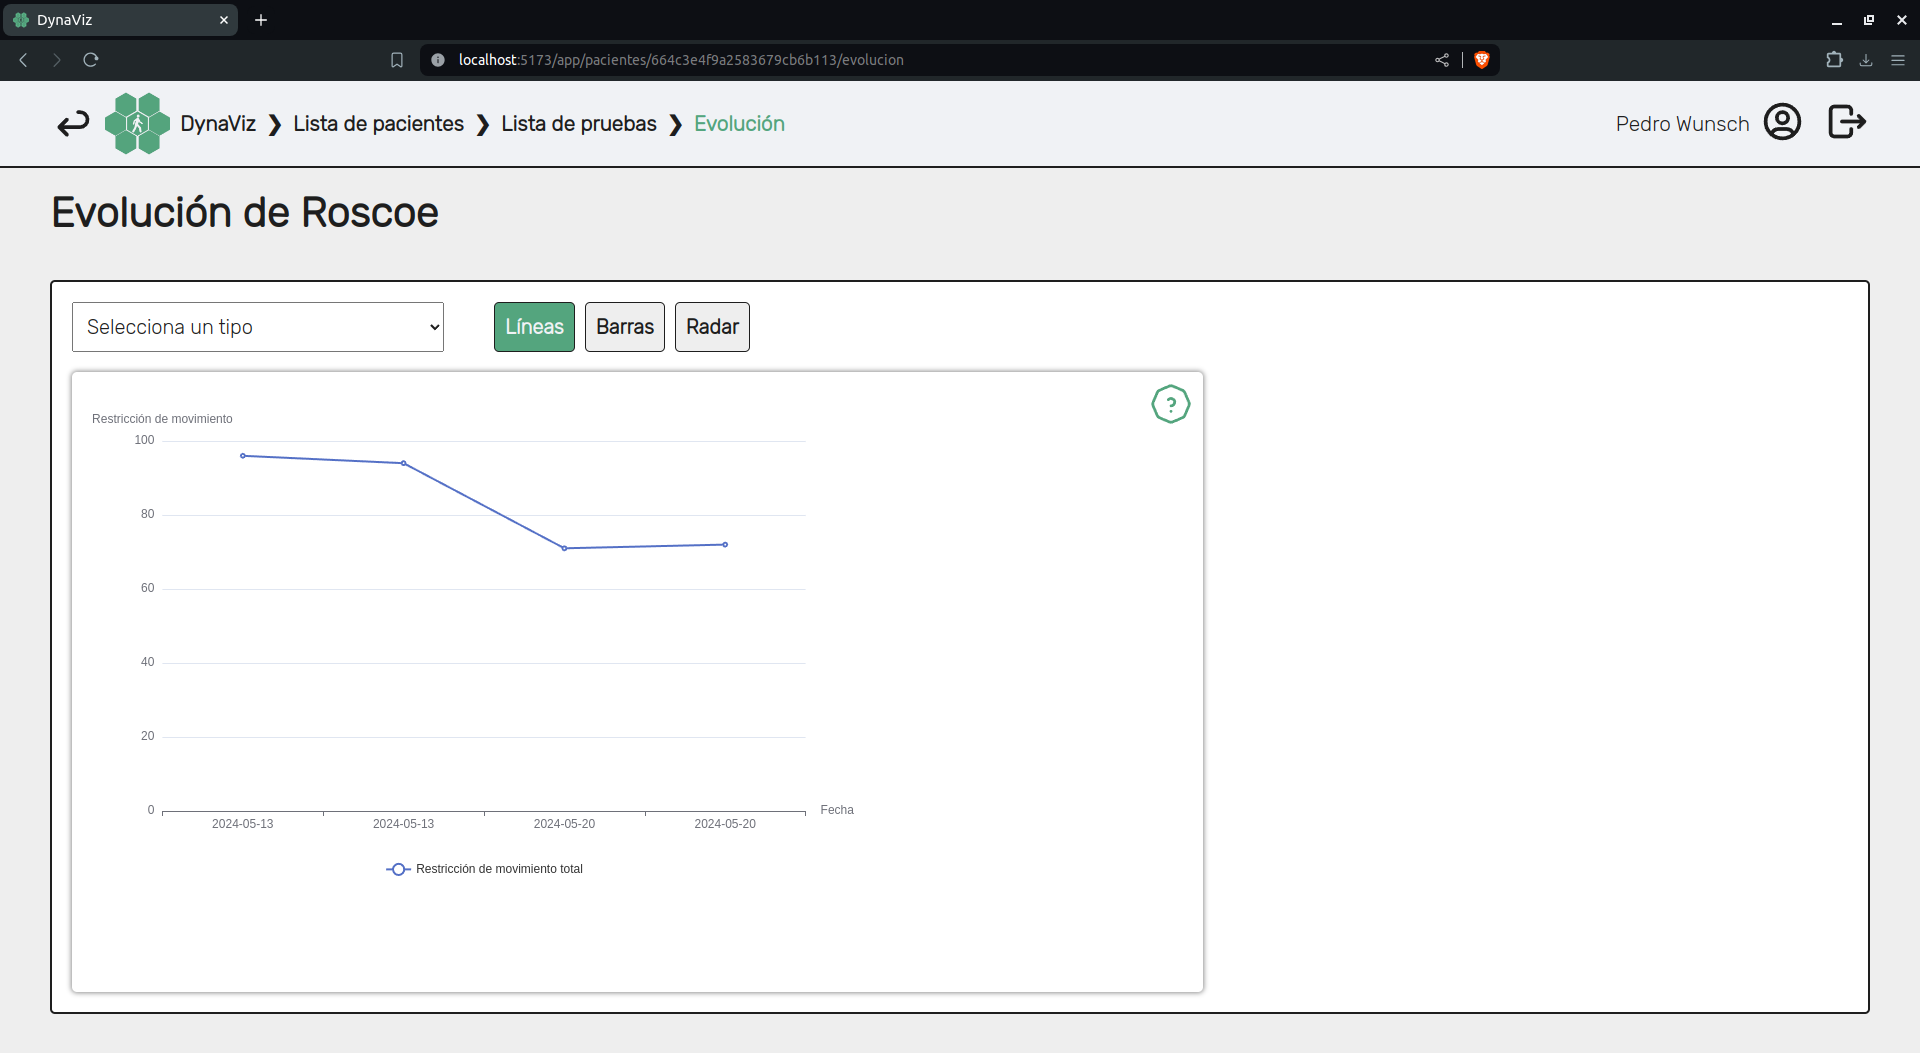 DynaViz
localhost:5173/app/pacientes/664c3e4f9a2583679cb6b113/evolucion
DynaViz ❯ Lista de pacientes ❯ Lista de pruebas ❯ Evolución
Pedro Wunsch
Evolución de Roscoe
Selecciona un tipo
Líneas
Barras
Radar
?
Restricción de movimiento
100
80
60
40
20
0
Fecha
2024-05-13 2024-05-13 2024-05-20 2024-05-20
Restricción de movimiento total